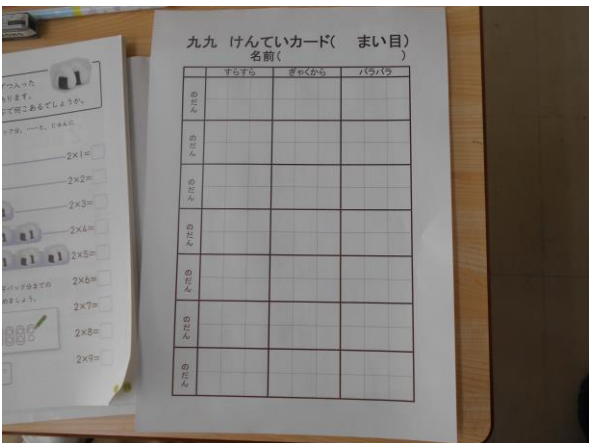 九九 けんていカード( まい目)
名前( )
すらすら ぎゃくから バラバラ
のだん
のだん
のだん
のだん
のだん
のだん
のだん
2×1=
2×2=
2×3=
2×4=
2×5=
2×6=
2×7=
2×8=
2×9=